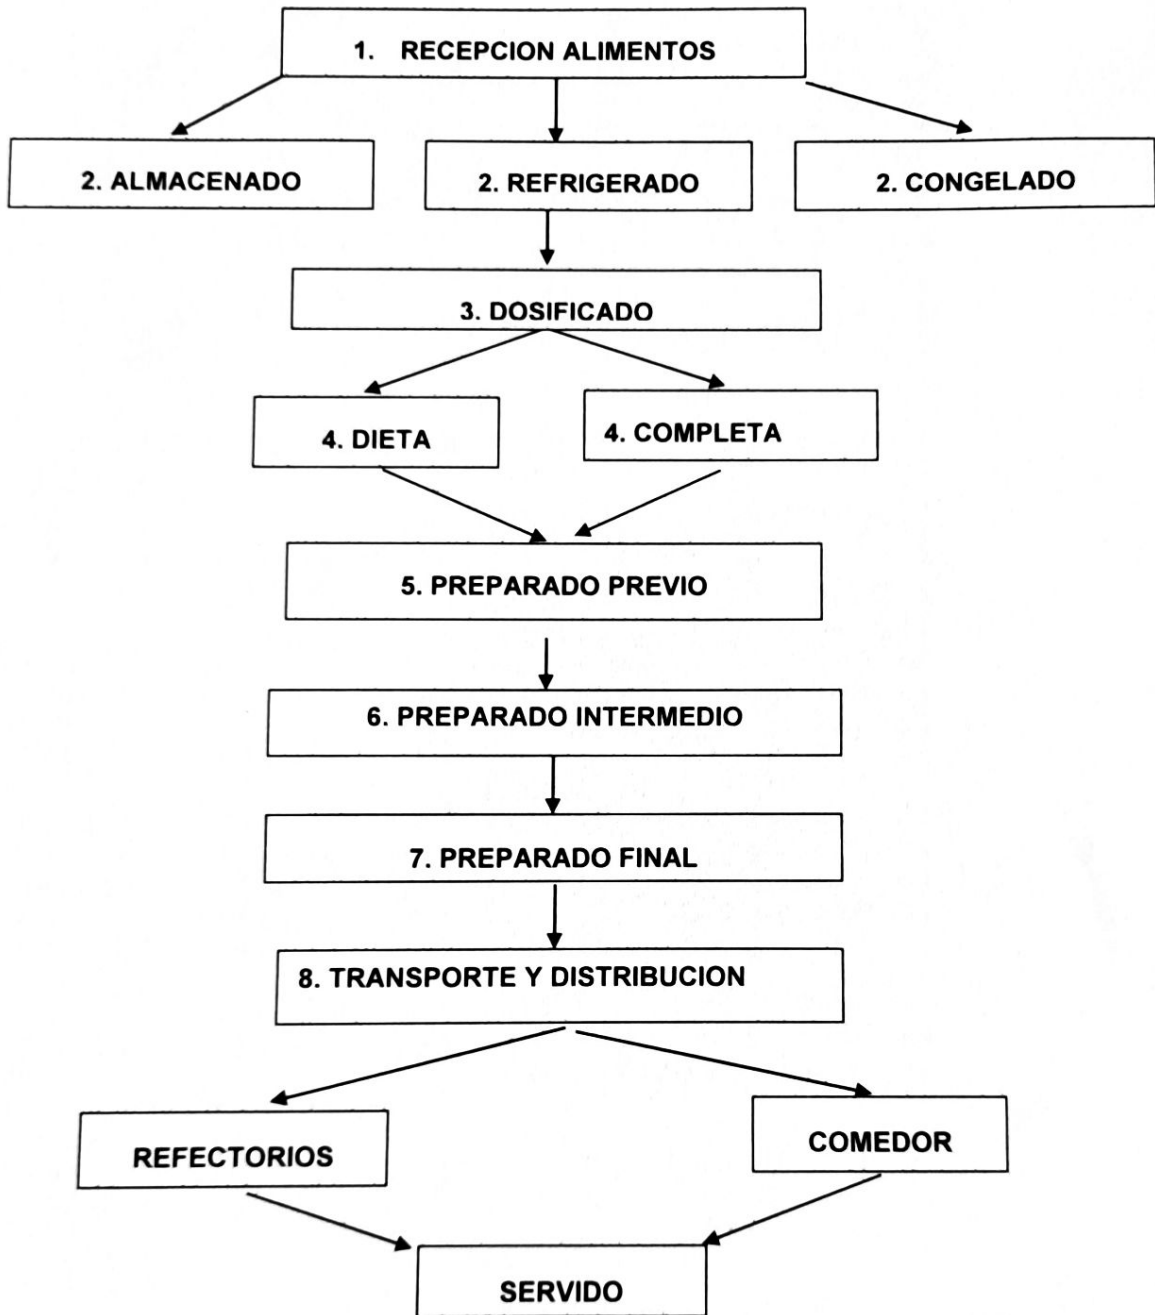 1. RECEPCION ALIMENTOS
2. ALMACENADO
2. REFRIGERADO
2. CONGELADO
3. DOSIFICADO
4. DIETA
4. COMPLETA
5. PREPARADO PREVIO
6. PREPARADO INTERMEDIO
7. PREPARADO FINAL
8. TRANSPORTE Y DISTRIBUCION
REFECTORIOS
COMEDOR
SERVIDO